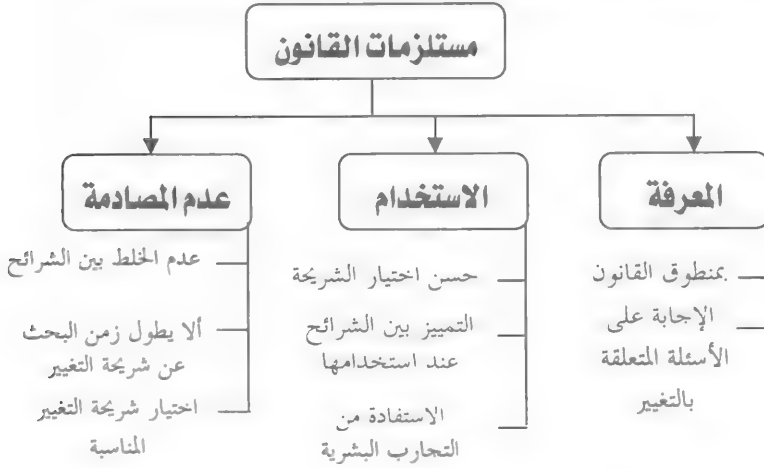 مستلزمات القانون
المعرفة
بمنطوق القانون
الإجابة على
الأسئلة المتعلقة
بالتغيير
الاستخدام
حسن اختيار الشريحة
التمييز بين الشرائح
عند استخدامها
الاستفادة من
التجارب البشرية
عدم المصادمة
عدم الخلط بين الشرائح
ألا يطول زمن البحث
عن شريحة التغيير
اختيار شريحة التغيير
المناسبة